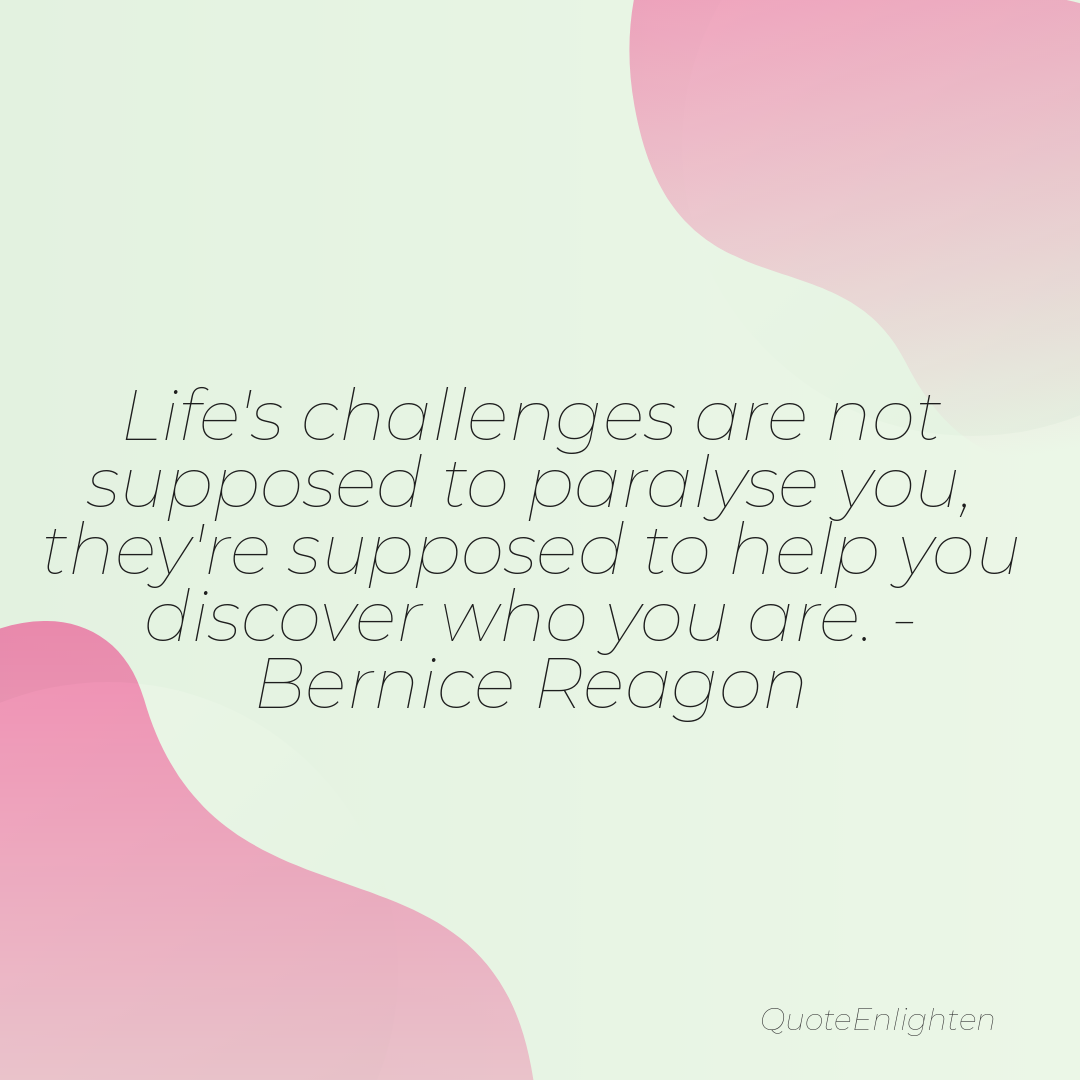 Life's challenges are not
supposed to paralyse you,
they're supposed to help you
discover who you are. -
Bernice Reagon
QuoteEnlighten